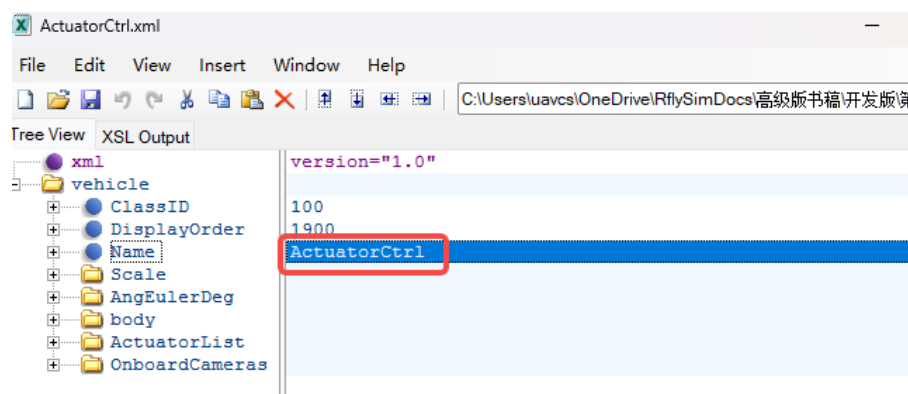 ActuatorCtrl.xml
File Edit View Insert Window Help
C:\Users\uavcs\OneDrive\RflySimDocs\高级版书稿\开发版\第
Tree View XSL Output
xml version="1.0"
vehicle
ClassID 100
DisplayOrder 1900
Name ActuatorCtrl
Scale
AngEulerDeg
body
ActuatorList
OnboardCameras